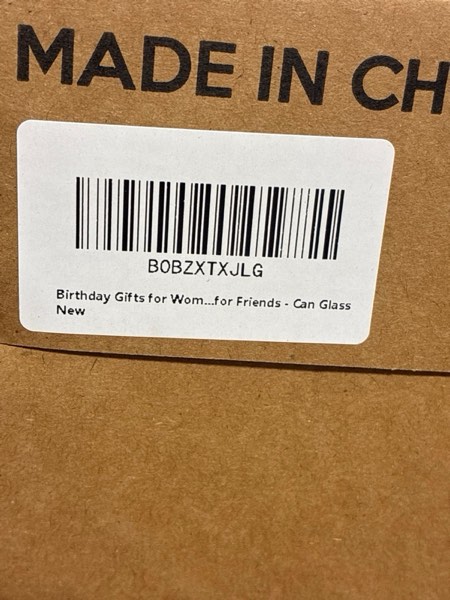 MADE IN CH
B0BZXTXJLG
Birthday Gifts for Wom...for Friends - Can Glass
New